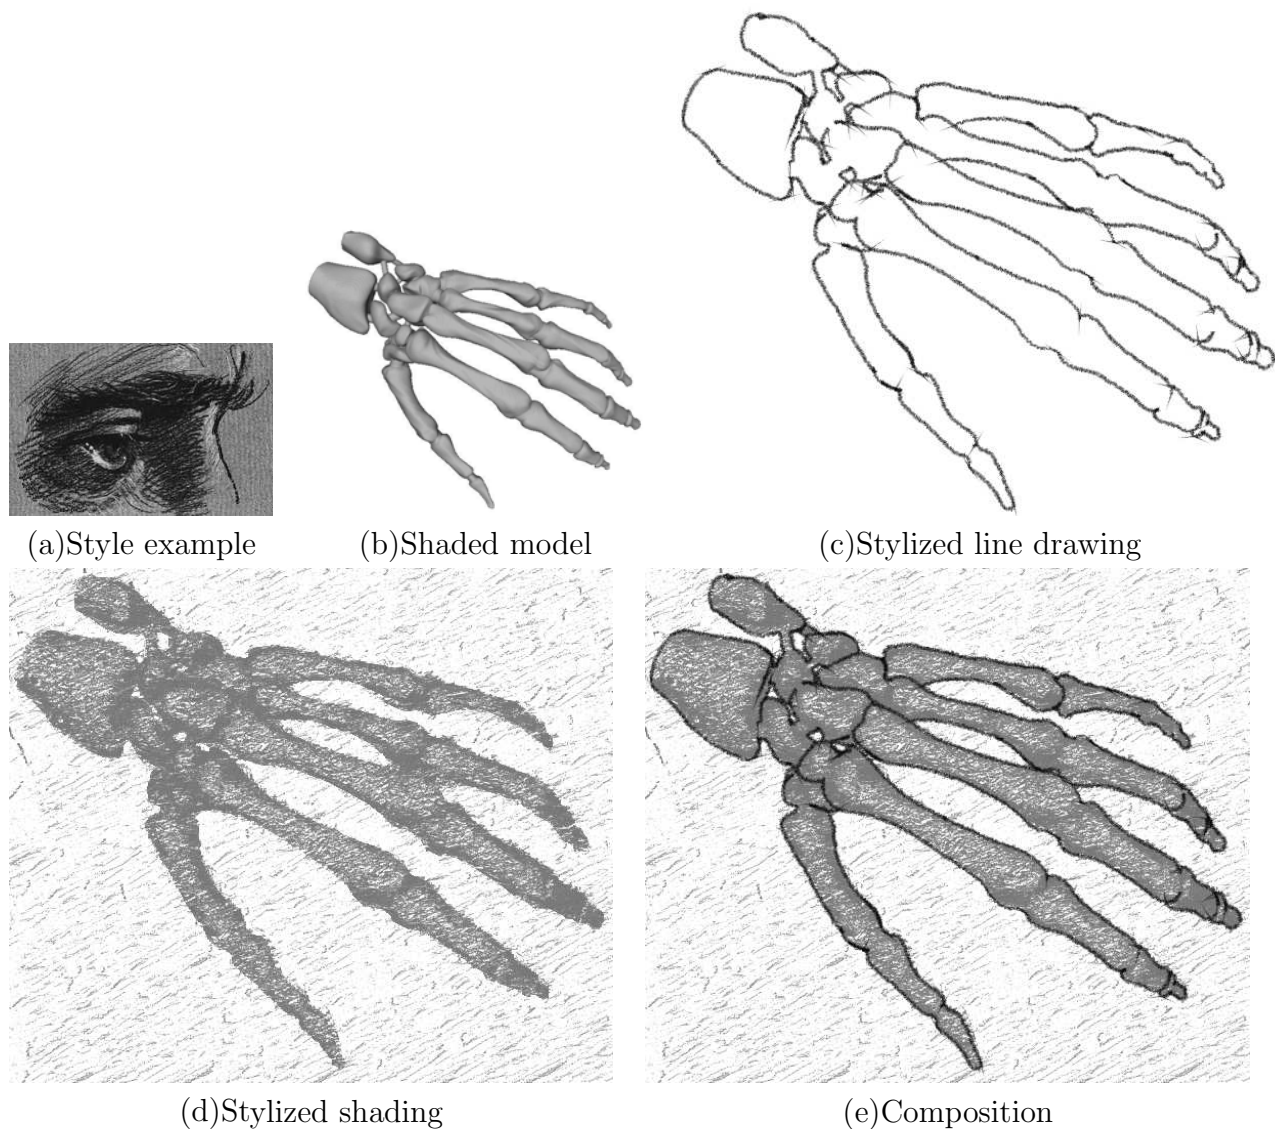 (a)Style example
(b)Shaded model
(c)Stylized line drawing
(d)Stylized shading
(e)Composition